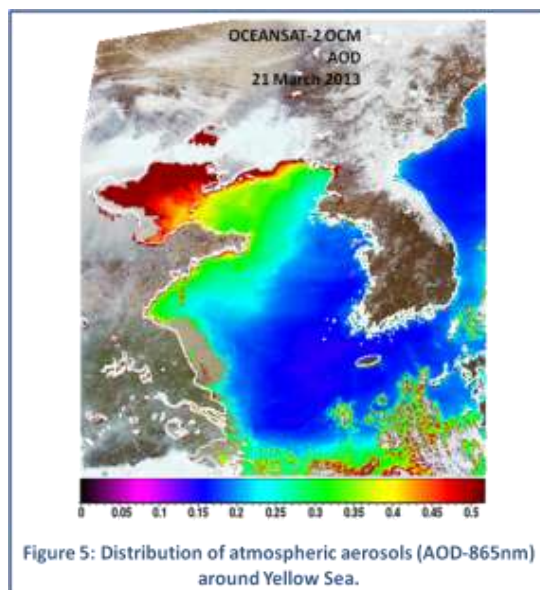 OCEANSAT-2 OCM
AOD
21 March 2013
0 0.05 0.1 0.15 0.2 0.25 0.3 0.35 0.4 0.45 0.5
Figure 5: Distribution of atmospheric aerosols (AOD-865nm)
around Yellow Sea.